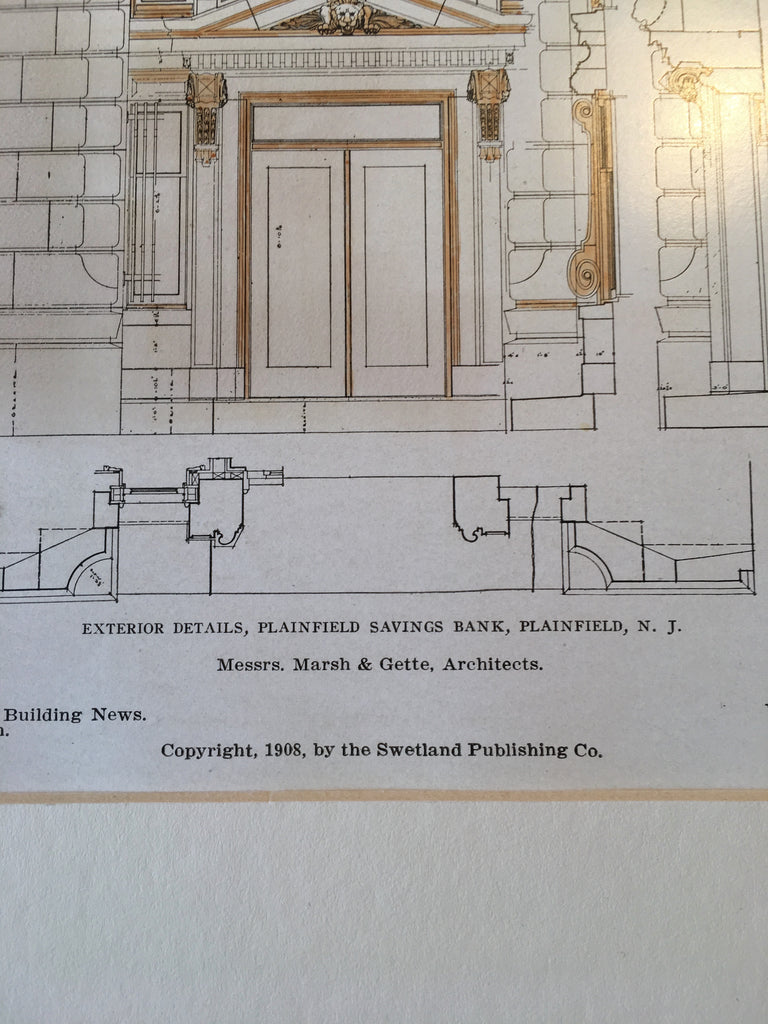 EXTERIOR DETAILS, PLAINFIELD SAVINGS BANK, PLAINFIELD, N. J.
Messrs. Marsh & Gette, Architects.
Building News.
Copyright, 1908, by the Swetland Publishing Co.